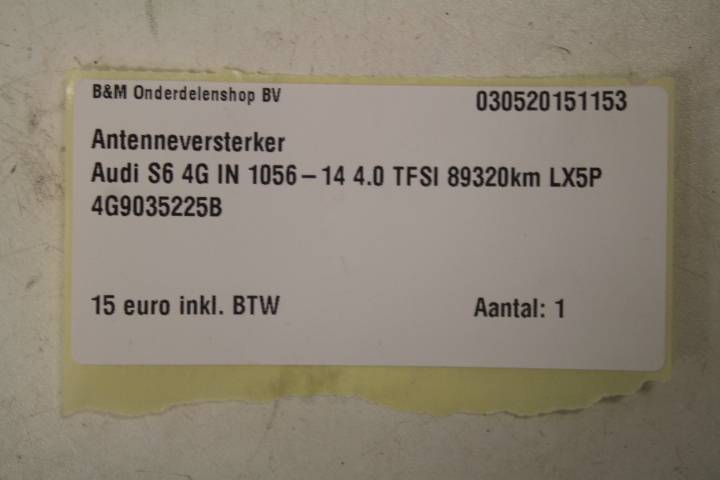 B&M Onderdelenshop BV
030520151153
Antenneversterker
Audi S6 4G IN 1056-14 4.0 TFSI 89320km LX5P
4G9035225B
15 euro inkl. BTW
Aantal: 1